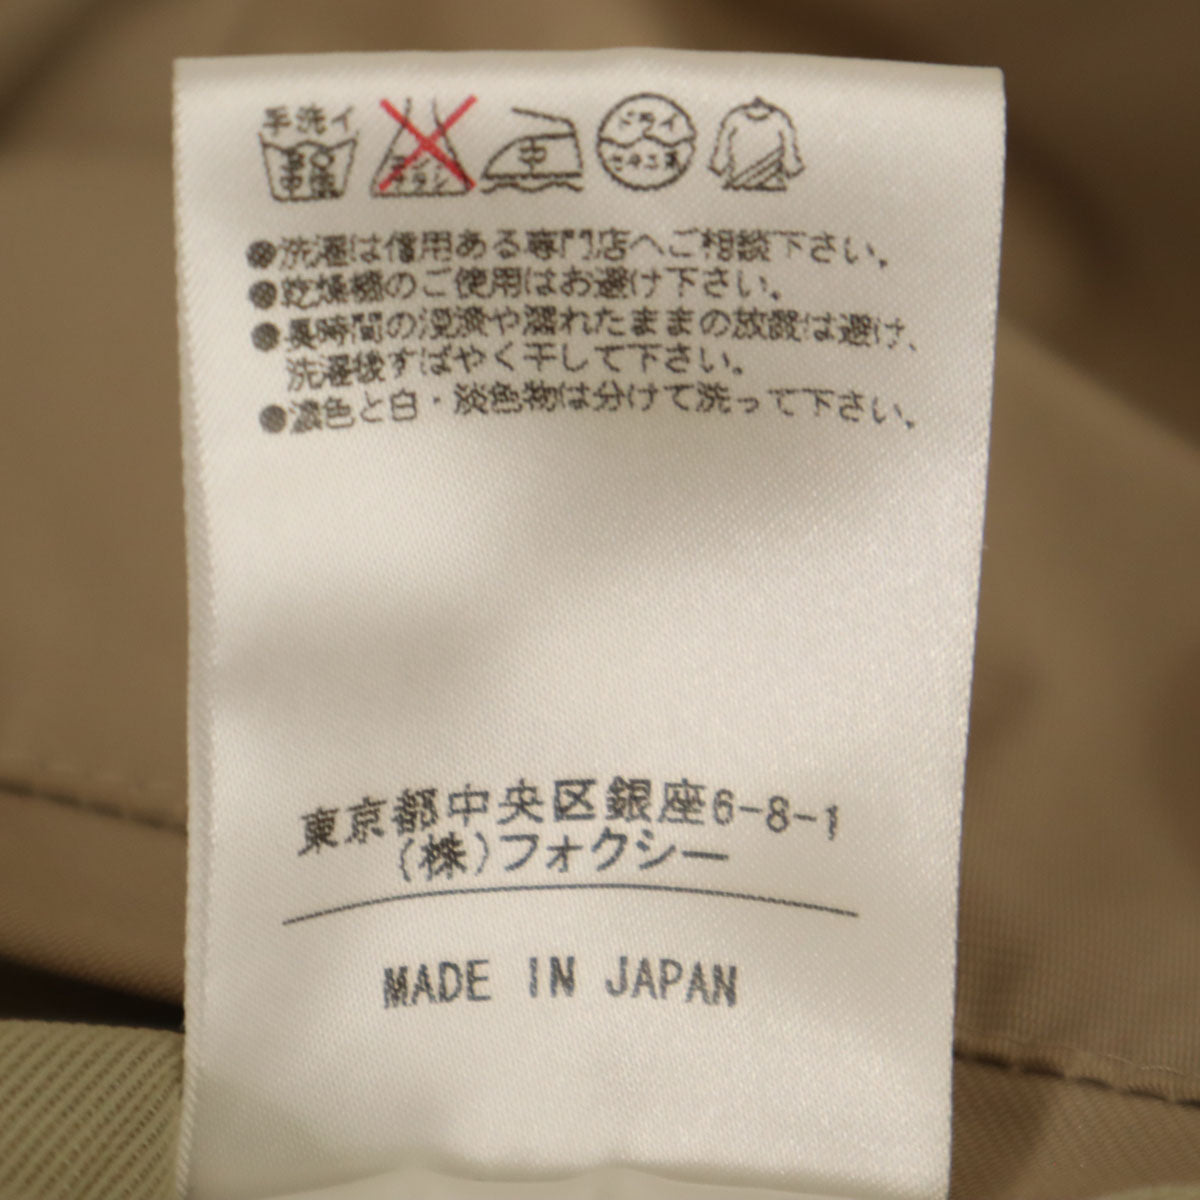 手洗イ
中
ドライ
●洗濯は信用ある専門店へご相談下さい。
●乾燥機のご使用はお避け下さい。
●長時間の浸漬や濡れたままの放置は避け、
洗濯後すばやく干して下さい。
●濃色と白・淡色物は分けて洗って下さい。
東京都中央区銀座6-8-1
(株)フォクシー
MADE IN JAPAN